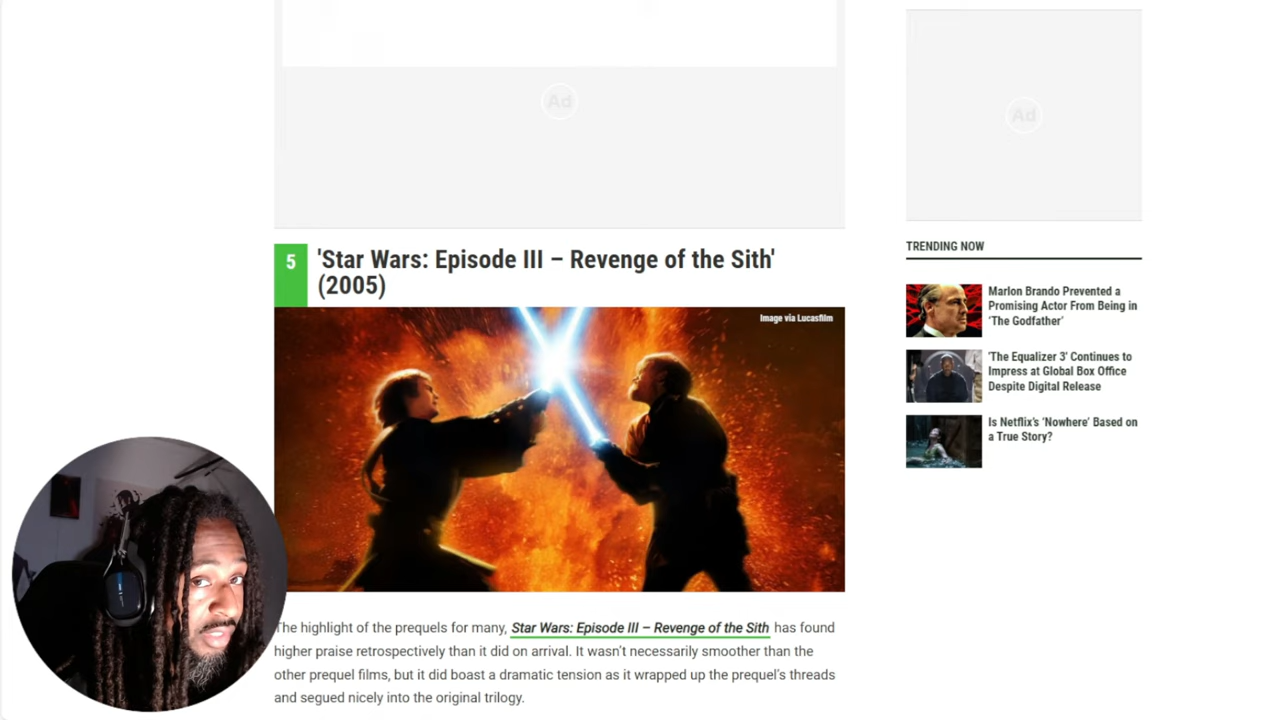 Ad
Ad
5
'Star Wars: Episode III – Revenge of the Sith'
(2005)
Image via Lucasfilm
The highlight of the prequels for many, Star Wars: Episode III – Revenge of the Sith has found
higher praise retrospectively than it did on arrival. It wasn't necessarily smoother than the
other prequel films, but it did boast a dramatic tension as it wrapped up the prequel's threads
and segued nicely into the original trilogy.
TRENDING NOW
Marlon Brando Prevented a
Promising Actor From Being in
'The Godfather'
'The Equalizer 3' Continues to
Impress at Global Box Office
Despite Digital Release
Is Netflix's 'Nowhere' Based on
a True Story?